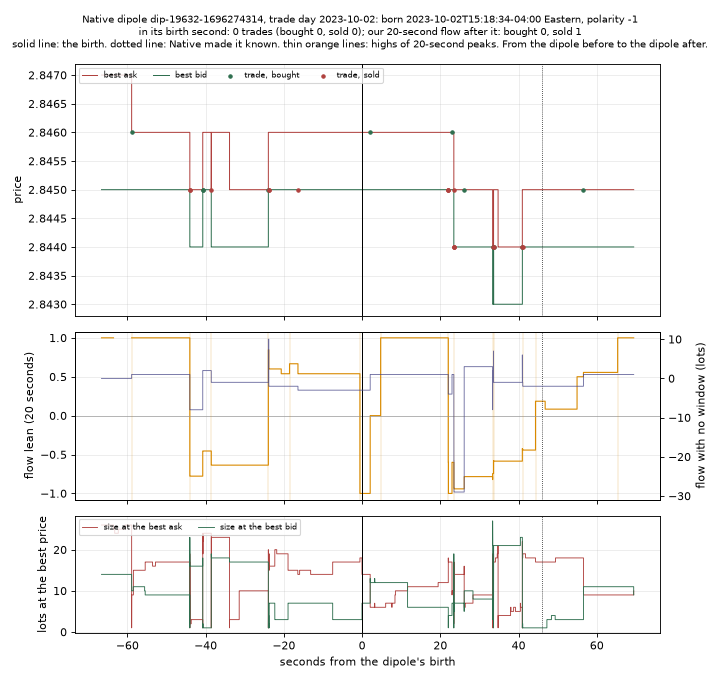 Native dipole dip-19632-1696274314, trade day 2023-10-02: born 2023-10-02T15:18:34-04:00 Eastern, polarity -1
in its birth second: 0 trades (bought 0, sold 0); our 20-second flow after it: bought 0, sold 1
solid line: the birth. dotted line: Native made it known. thin orange lines: highs of 20-second peaks. From the dipole before to the dipole after.
best ask
best bid
trade, bought
trade, sold
2.8470
2.8465
2.8460
2.8455
2.8450
2.8445
2.8440
2.8435
2.8430
price
1.0
0.5
0.0
−0.5
−1.0
flow lean (20 seconds)
10
0
−10
−20
−30
flow with no window (lots)
size at the best ask
size at the best bid
20
10
0
lots at the best price
−60
−40
−20
0
20
40
60
seconds from the dipole's birth